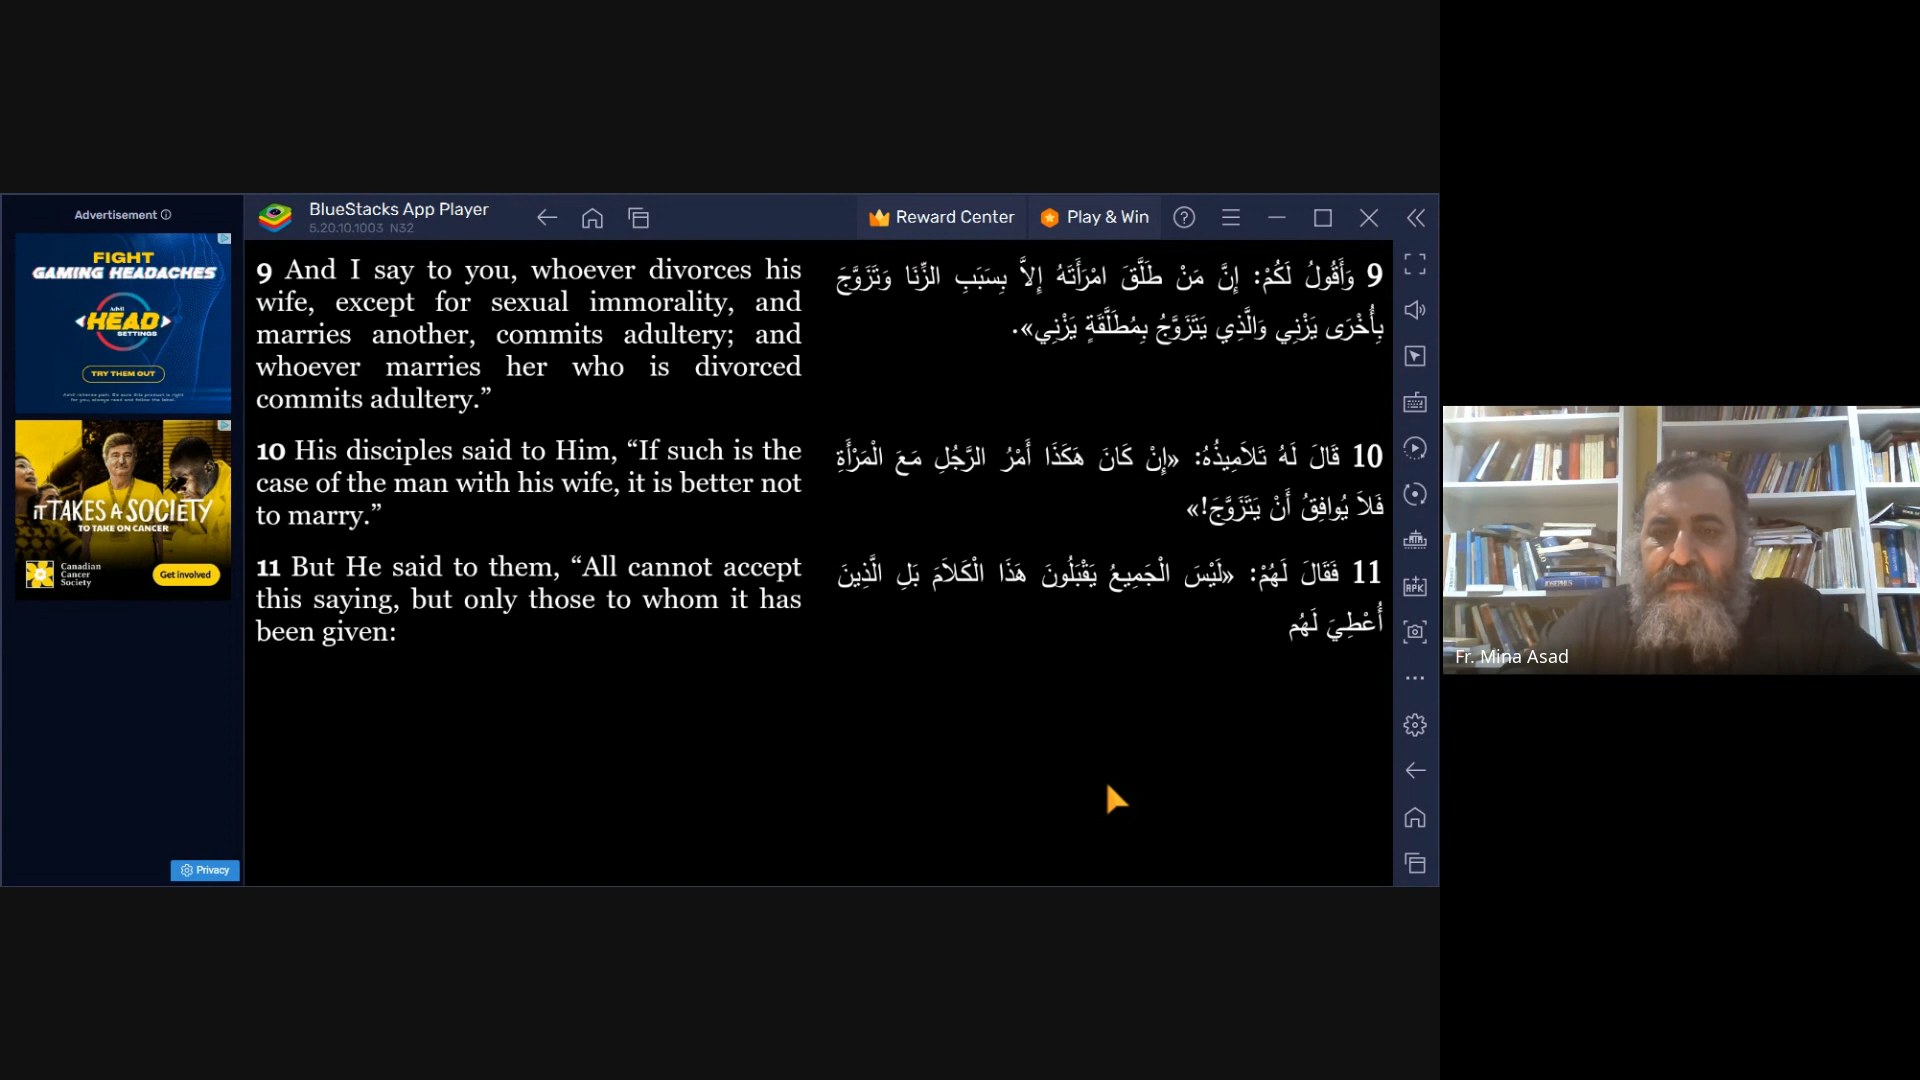 Advertisement
FIGHT
GAMING HEADACHES
Advil
HEAD
SETTINGS
TRY THEM OUT
IT TAKES A SOCIETY
TO TAKE ON CANCER
Canadian
Cancer
Society
Get involved
Privacy
BlueStacks App Player
5.20.10.1003 N32
Reward Center
Play & Win
9 And I say to you, whoever divorces his
wife, except for sexual immorality, and
marries another, commits adultery; and
whoever marries her who is divorced
commits adultery.”
9 وَأَقُولُ لَكُمْ: إِنَّ مَنْ طَلَّقَ امْرَأَتَهُ إِلاَّ بِسَبَبِ الزِّنَا وَتَزَوَّجَ
بِأُخْرَى يَزْنِي وَالَّذِي يَتَزَوَّجُ بِمُطَلَّقَةٍ يَزْنِي».
10 His disciples said to Him, “If such is the
case of the man with his wife, it is better not
to marry.”
10 قَالَ لَهُ تَلاَمِيذُهُ: «إِنْ كَانَ هَكَذَا أَمْرُ الرَّجُلِ مَعَ الْمَرْأَةِ
فَلاَ يُوافِقُ أَنْ يَتَزَوَّجَ!»
11 But He said to them, “All cannot accept
this saying, but only those to whom it has
been given:
11 فَقَالَ لَهُمْ: «لَيْسَ الْجَمِيعُ يَقْبَلُونَ هَذَا الْكَلاَمَ بَلِ الَّذِينَ
أُعْطِيَ لَهُم
APK
JOSEPHUS
Fr. Mina Asad